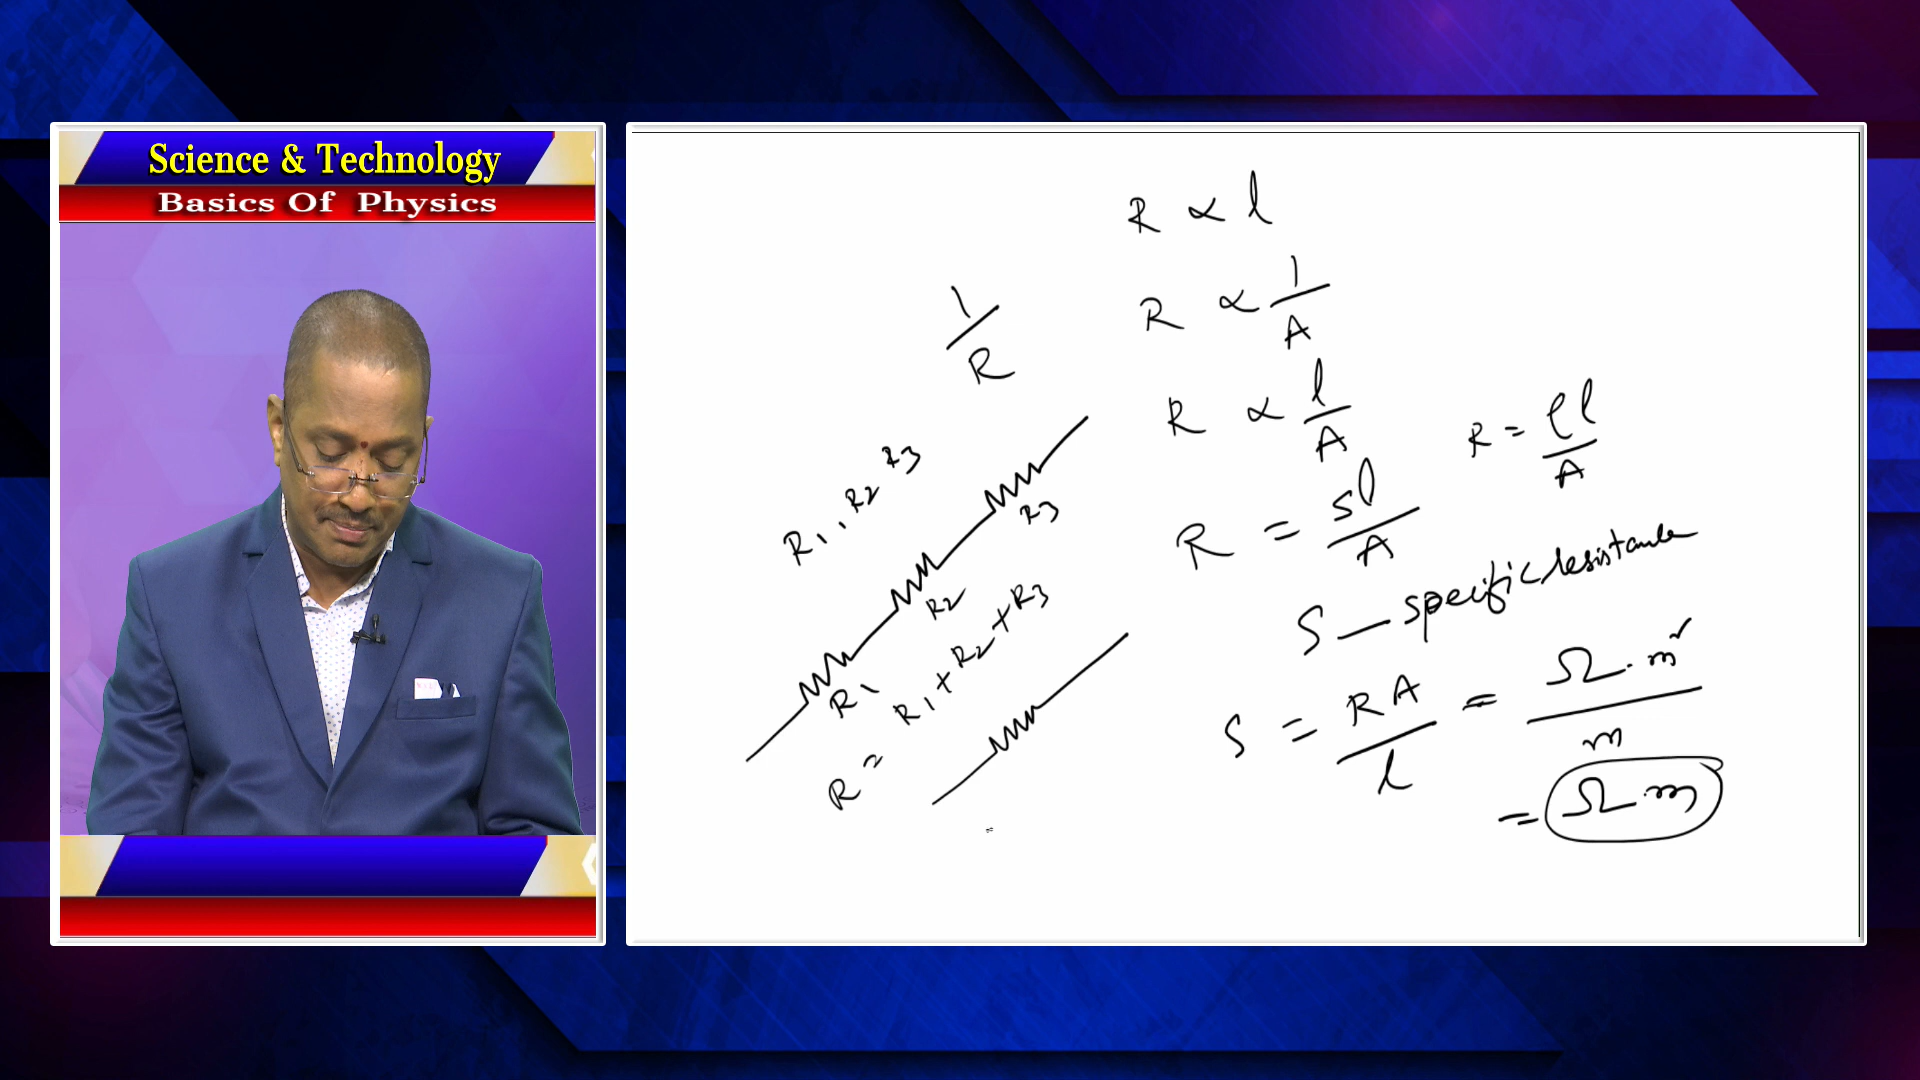 Science & Technology
Basics Of Physics
R ∝ l
R ∝ 1/A
1/R
R ∝ l/A
R = ρl/A
R = sl/A
S — specific resistance
S = RA/l = Ω·m²/m
= Ω·m
R1, R2 R3
R3
R2
R1
R = R1 + R2 + R3